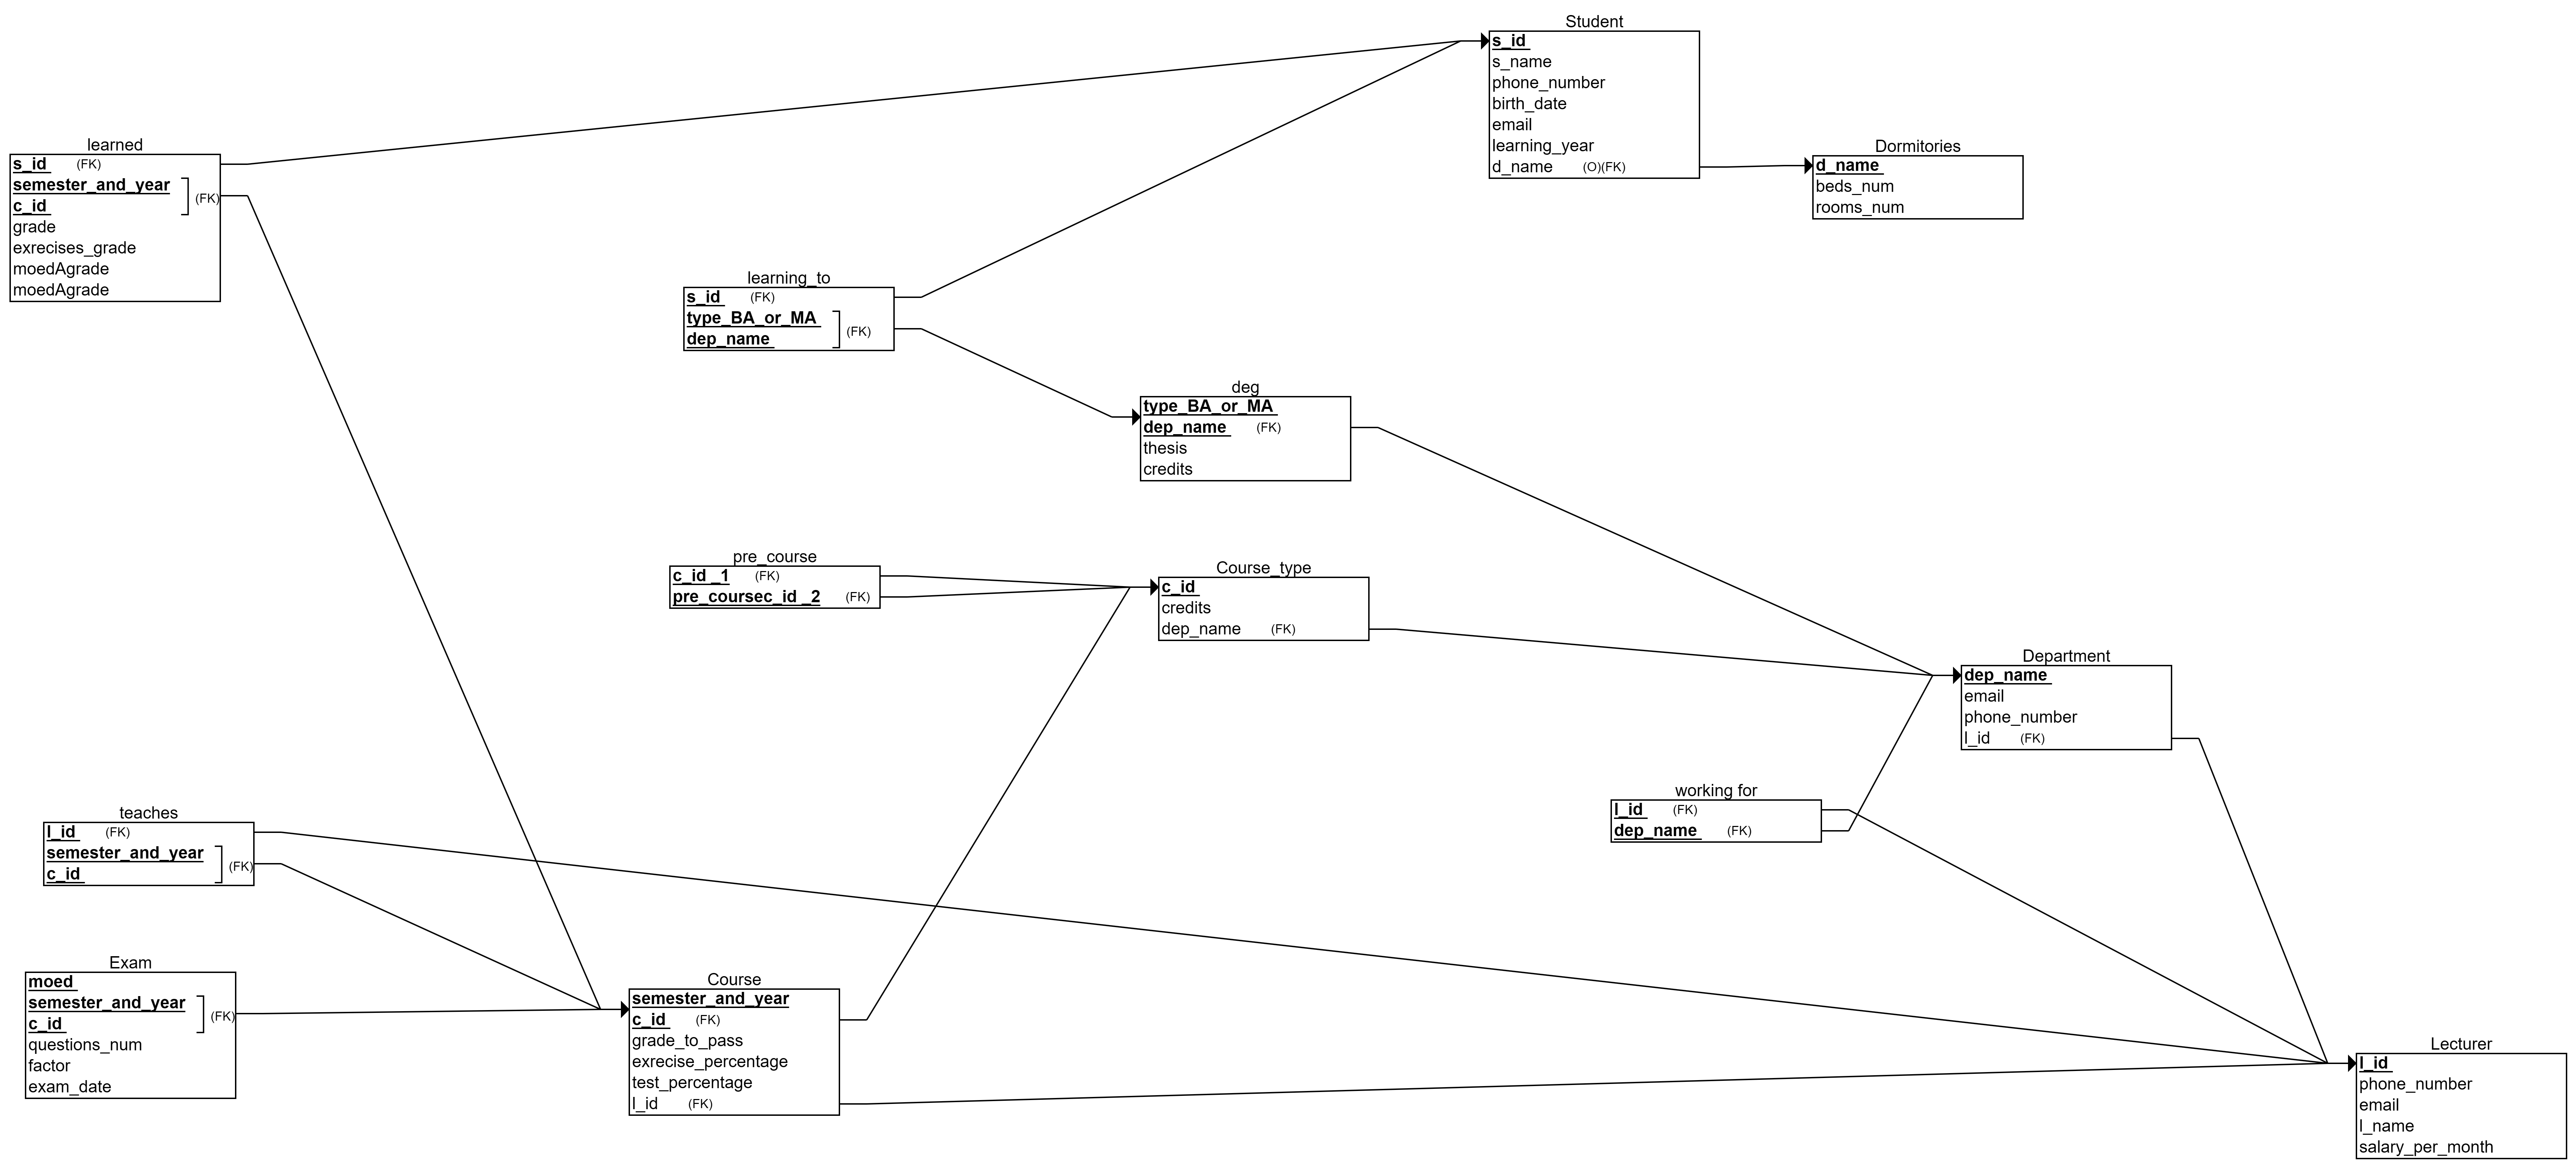 Student
s_id
s_name
phone_number
birth_date
email
learning_year
d_name (O)(FK)
Dormitories
d_name
beds_num
rooms_num
learned
s_id (FK)
semester_and_year
c_id
(FK)
grade
exrecises_grade
moedAgrade
moedAgrade
learning_to
s_id (FK)
type_BA_or_MA
dep_name
(FK)
deg
type_BA_or_MA
dep_name (FK)
thesis
credits
pre_course
c_id _1 (FK)
pre_coursec_id _2 (FK)
Course_type
c_id
credits
dep_name (FK)
Department
dep_name
email
phone_number
l_id (FK)
working for
l_id (FK)
dep_name (FK)
teaches
l_id (FK)
semester_and_year
c_id
(FK)
Exam
moed
semester_and_year
c_id
(FK)
questions_num
factor
exam_date
Course
semester_and_year
c_id (FK)
grade_to_pass
exrecise_percentage
test_percentage
l_id (FK)
Lecturer
l_id
phone_number
email
l_name
salary_per_month